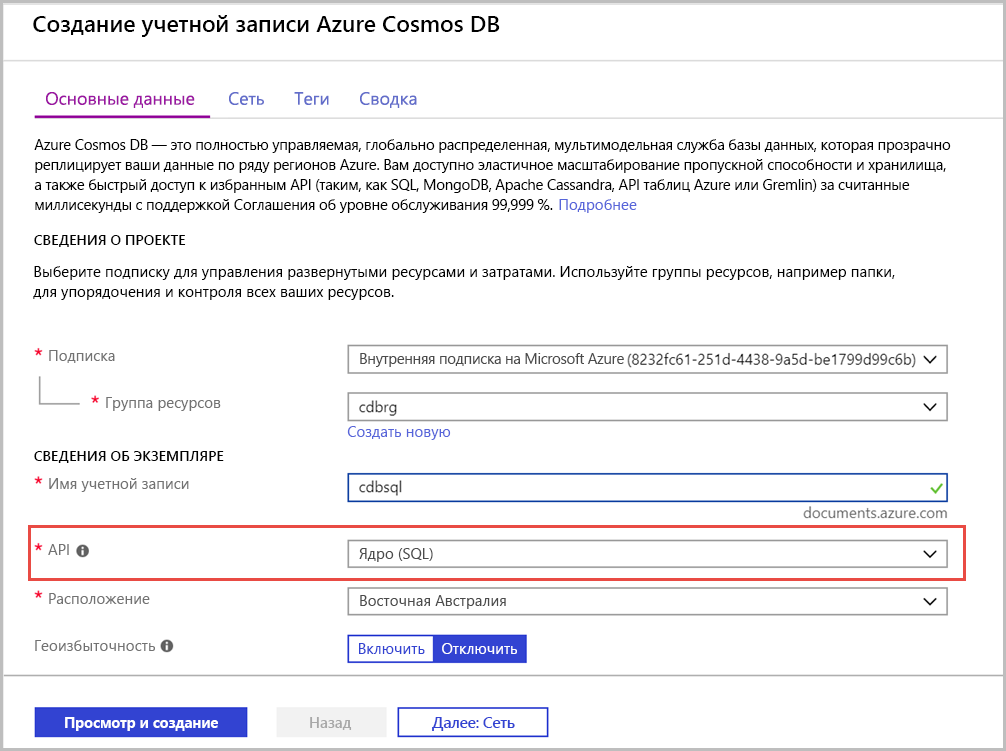 Создание учетной записи Azure Cosmos DB
Основные данные Сеть Теги Сводка
Azure Cosmos DB — это полностью управляемая, глобально распределенная, мультимодельная служба базы данных, которая прозрачно
реплицирует ваши данные по ряду регионов Azure. Вам доступно эластичное масштабирование пропускной способности и хранилища,
а также быстрый доступ к избранным API (таким, как SQL, MongoDB, Apache Cassandra, API таблиц Azure или Gremlin) за считанные
миллисекунды с поддержкой Соглашения об уровне обслуживания 99,999 %. Подробнее
СВЕДЕНИЯ О ПРОЕКТЕ
Выберите подписку для управления развернутыми ресурсами и затратами. Используйте группы ресурсов, например папки,
для упорядочения и контроля всех ваших ресурсов.
* Подписка Внутренняя подписка на Microsoft Azure (8232fc61-251d-4438-9a5d-be1799d99c6b)
* Группа ресурсов cdbrg
Создать новую
СВЕДЕНИЯ ОБ ЭКЗЕМПЛЯРЕ
* Имя учетной записи cdbsql
documents.azure.com
* API Ядро (SQL)
* Расположение Восточная Австралия
Геоизбыточность Включить Отключить
Просмотр и создание Назад Далее: Сеть